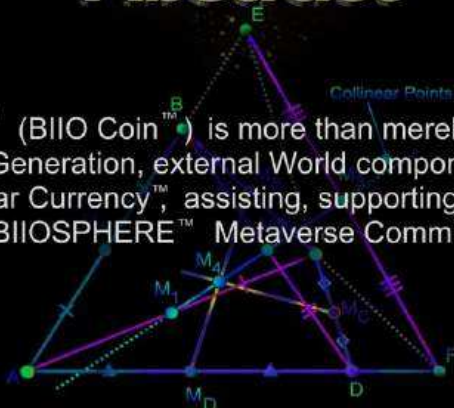 E
Collinear Points
B
(BIIO Coin™) is more than merel
Generation, external World compor
ar Currency™, assisting, supporting
BIIOSPHERE™ Metaverse Comm
M4
M1
MC
A
MD
D
F